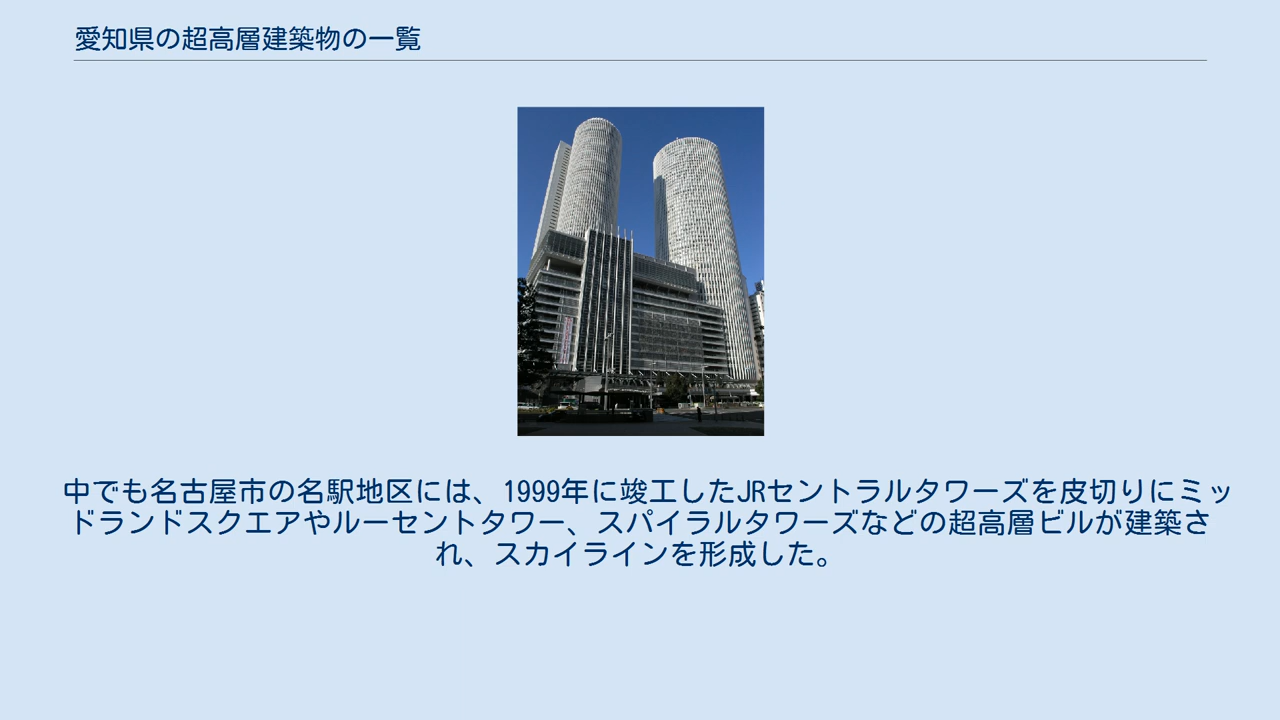 愛知県の超高層建築物の一覧
中でも名古屋市の名駅地区には、1999年に竣工したJRセントラルタワーズを皮切りにミッ
ドランドスクエアやルーセントタワー、スパイラルタワーズなどの超高層ビルが建築さ
れ、スカイラインを形成した。